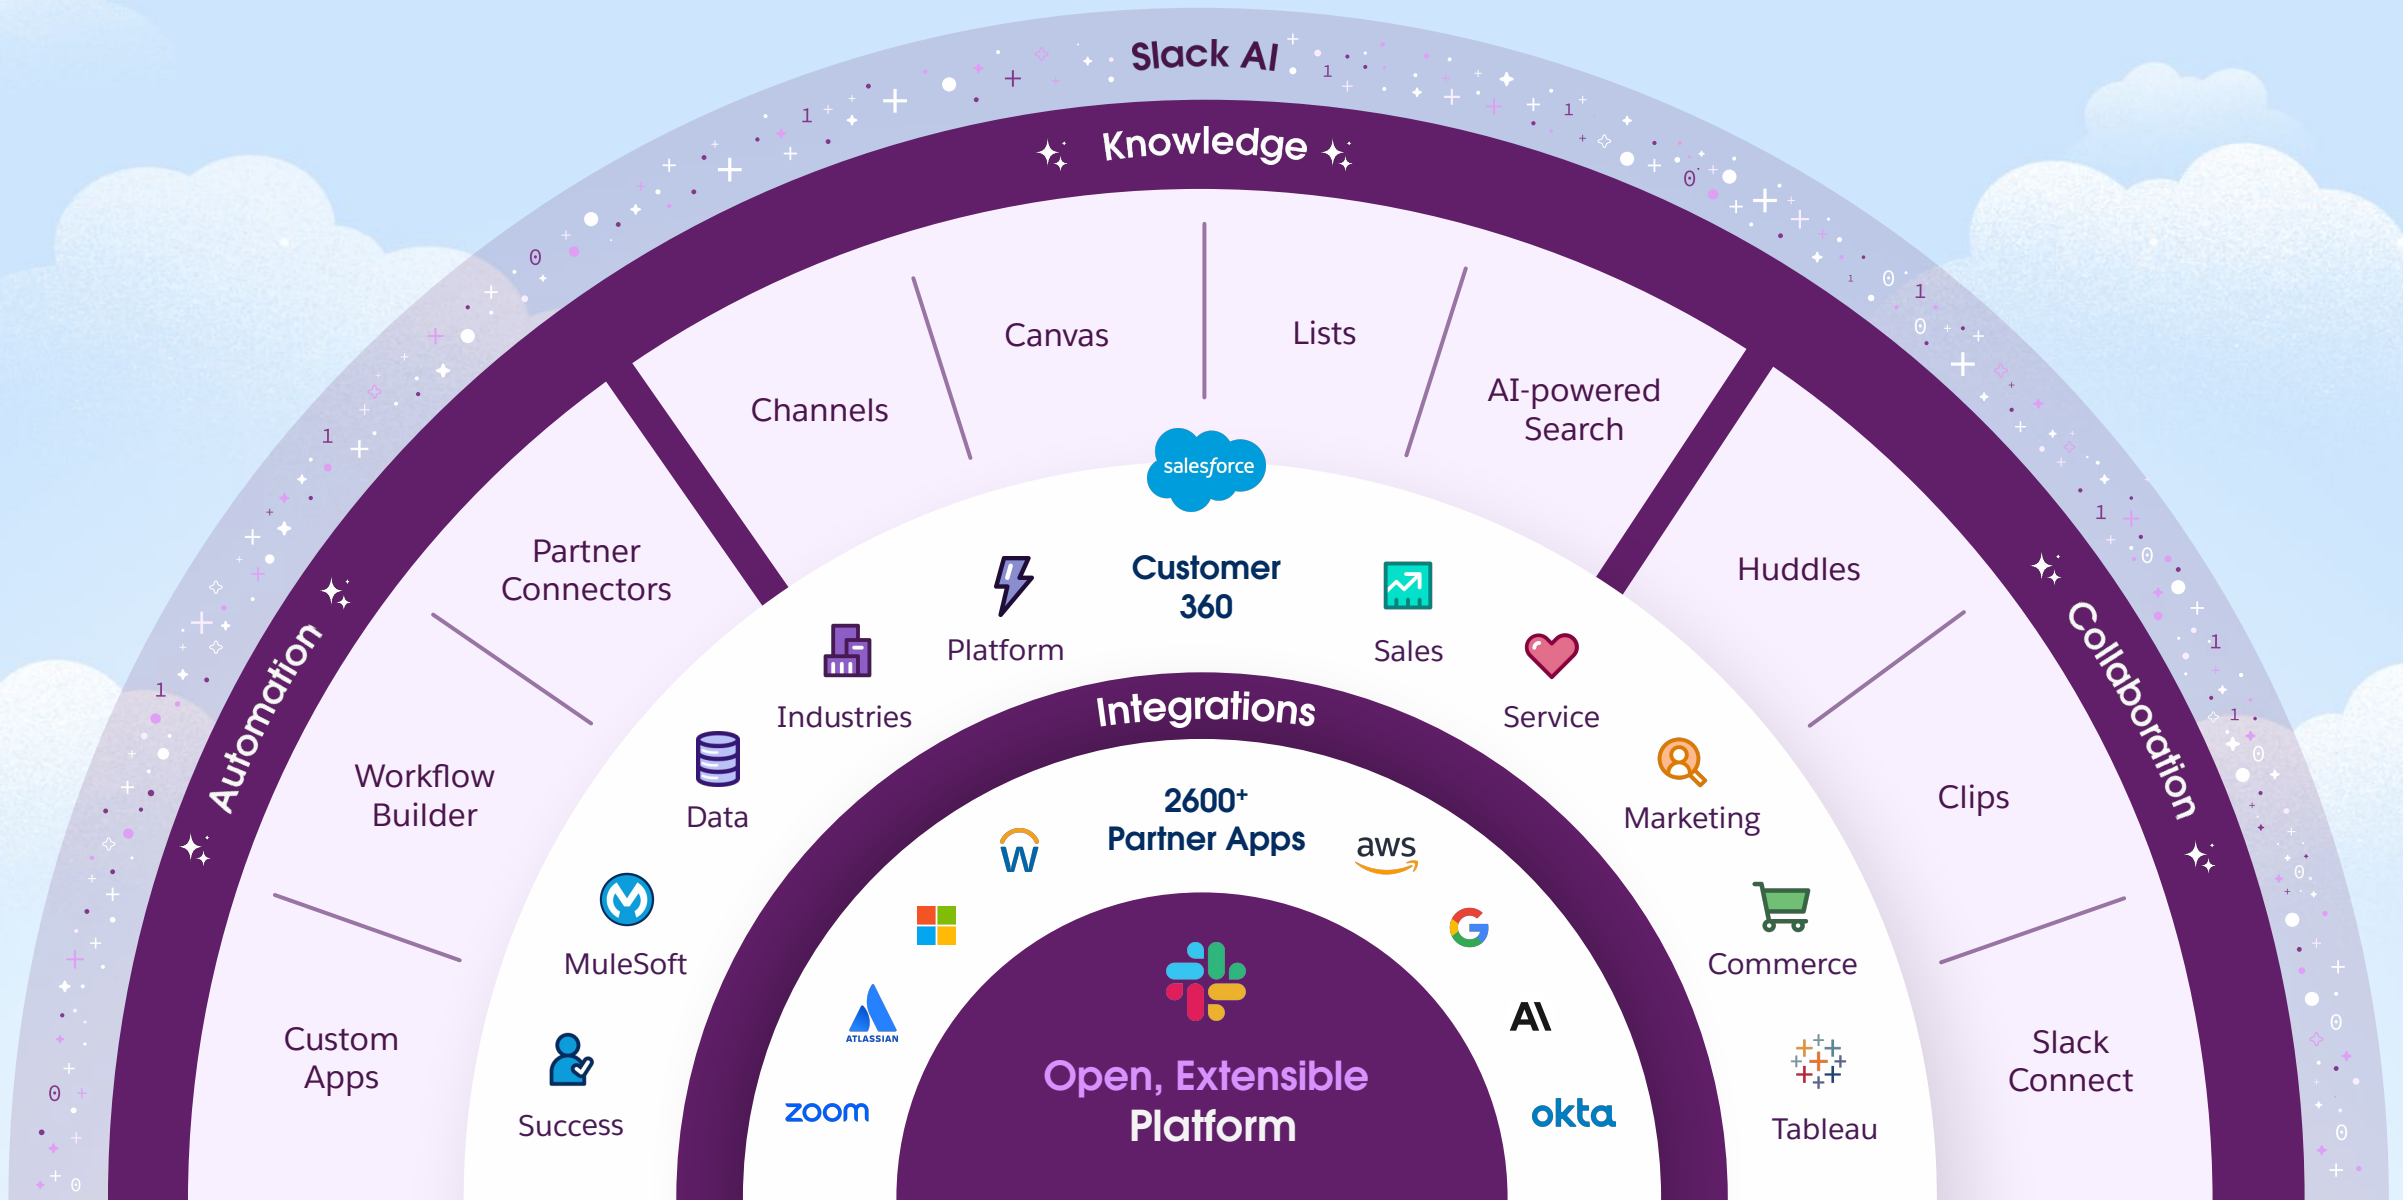 Slack AI
Knowledge
Automation
Collaboration
Custom
Apps
Workflow
Builder
Partner
Connectors
Channels
Canvas
Lists
AI-powered
Search
Huddles
Clips
Slack
Connect
salesforce
Customer
360
Success
MuleSoft
Data
Industries
Platform
Sales
Service
Marketing
Commerce
Tableau
Integrations
2600+
Partner Apps
zoom
ATLASSIAN
W
aws
G
A\
okta
Open, Extensible
Platform